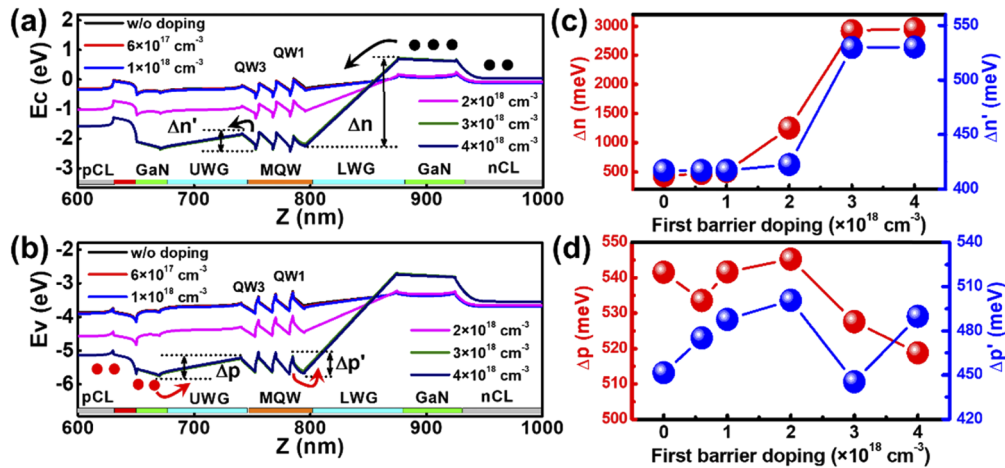 (a)
w/o doping
6×10¹⁷ cm⁻³
1×10¹⁸ cm⁻³
QW1
QW3
2×10¹⁸ cm⁻³
3×10¹⁸ cm⁻³
4×10¹⁸ cm⁻³
Δn'
Δn
pCL GaN UWG MQW LWG GaN nCL
Ec (eV)
2
1
0
-1
-2
-3
600 700 800 900 1000
Z (nm)
(b)
w/o doping
6×10¹⁷ cm⁻³
1×10¹⁸ cm⁻³
QW1
QW3
2×10¹⁸ cm⁻³
3×10¹⁸ cm⁻³
4×10¹⁸ cm⁻³
Δp
Δp'
pCL GaN UWG MQW LWG GaN nCL
Ev (eV)
-2
-3
-4
-5
-6
600 700 800 900 1000
Z (nm)
(c)
Δn (meV)
3000
2500
2000
1500
1000
500
Δn' (meV)
560
520
480
440
400
0 1 2 3 4
First barrier doping (×10¹⁸ cm⁻³)
(d)
Δp (meV)
550
540
530
520
510
500
Δp' (meV)
540
510
480
450
420
0 1 2 3 4
First barrier doping (×10¹⁸ cm⁻³)